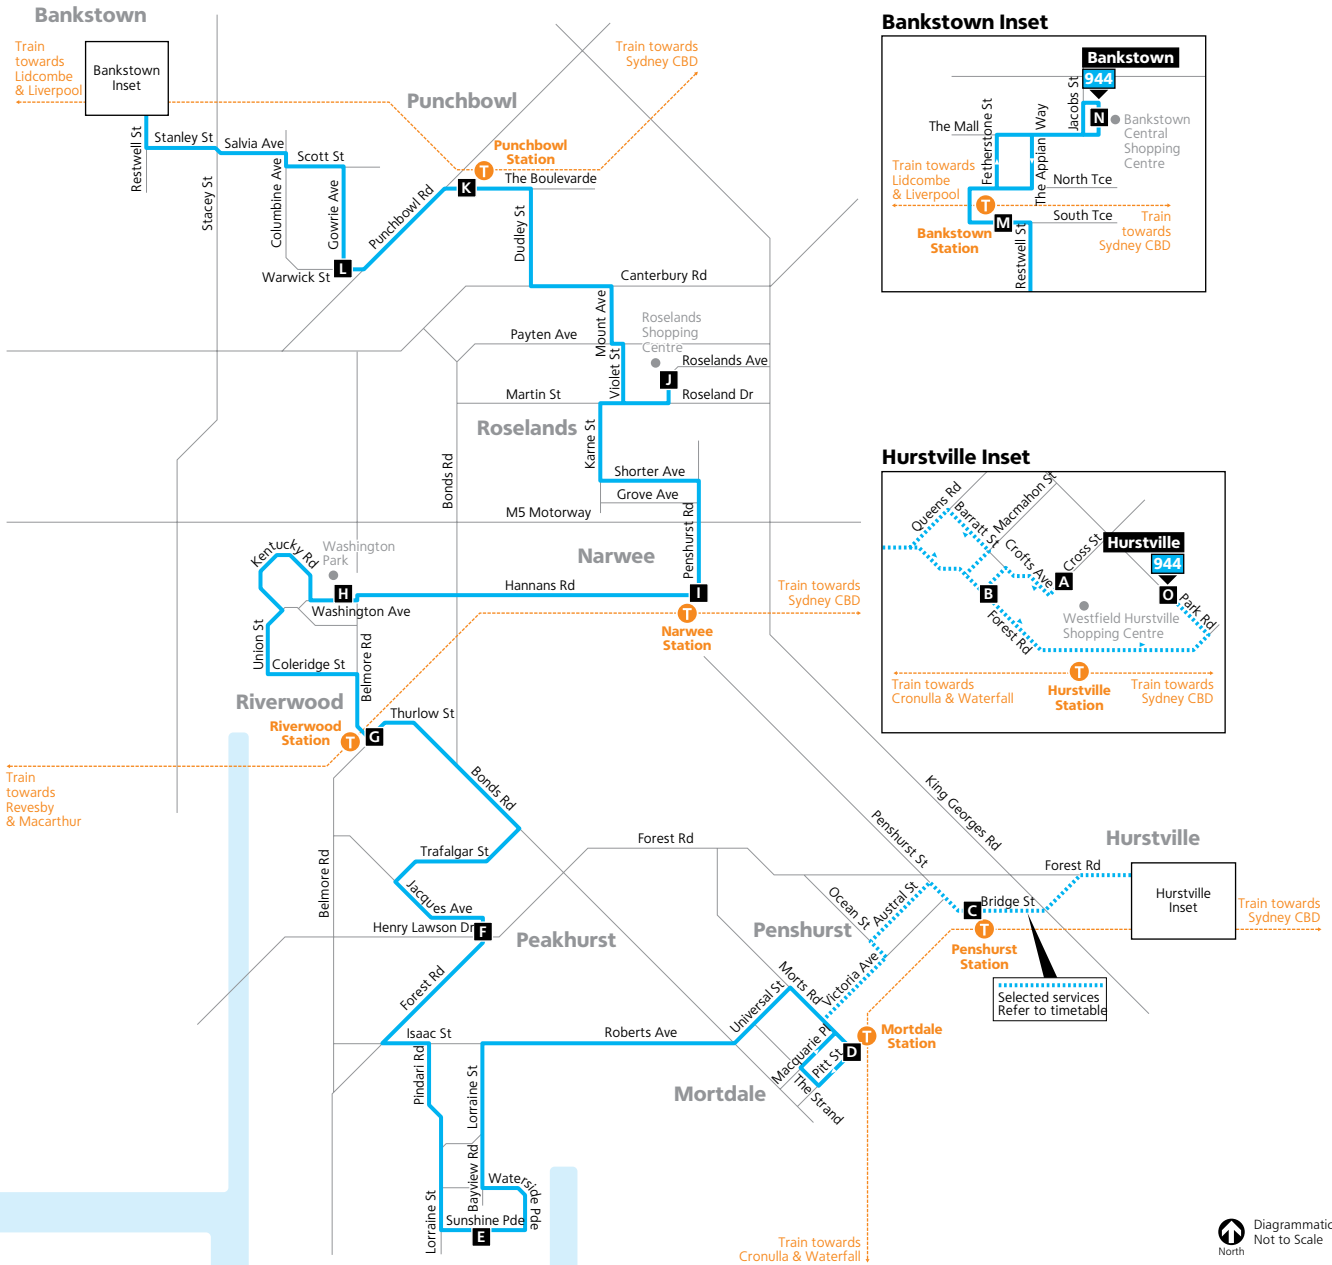 Bankstown
Train
towards
Lidcombe
& Liverpool
Bankstown
Inset
Train towards
Sydney CBD
Punchbowl
Punchbowl
Station
T
K
The Boulevarde
Restwell St
Stanley St
Salvia Ave
Scott St
Stacey St
Columbine Ave
Gowrie Ave
Warwick St
L
Punchbowl Rd
Dudley St
Canterbury Rd
Mount Ave
Payten Ave
Violet St
Roselands
Shopping
Centre
Roselands Ave
J
Roseland Dr
Martin St
Roselands
Karne St
Bonds Rd
Shorter Ave
Grove Ave
M5 Motorway
Penshurst Rd
Narwee
Kentucky Rd
Washington
Park
H
Hannans Rd
I
Washington Ave
T
Narwee
Station
Train towards
Sydney CBD
Union St
Coleridge St
Belmore Rd
Riverwood
Riverwood
Station
T
G
Thurlow St
Train
towards
Revesby
& Macarthur
Bonds Rd
Trafalgar St
Jacques Ave
Belmore Rd
Henry Lawson Dr
F
Peakhurst
Forest Rd
Forest Rd
Isaac St
Pindari Rd
Lorraine St
Roberts Ave
Universal St
Lorraine St
Bayview Rd
Waterside Pde
Sunshine Pde
E
Mortdale
Morts Rd
Macquarie Pl
Pitt St
The Strand
D
T
Mortdale
Station
Victoria Ave
Penshurst
Ocean St
Austral St
Penshurst St
King Georges Rd
C
Bridge St
T
Penshurst
Station
Selected services
Refer to timetable
Hurstville
Forest Rd
Hurstville
Inset
Train towards
Sydney CBD
Train towards
Cronulla & Waterfall
Bankstown Inset
Bankstown
944
N
Bankstown
Central
Shopping
Centre
Jacobs St
The Mall
Fetherstone St
The Appian Way
Train towards
Lidcombe
& Liverpool
North Tce
T
Bankstown
Station
M
South Tce
Restwell St
Train
towards
Sydney CBD
Hurstville Inset
Queens Rd
Barratt St
Macmahon St
Crofts Ave
Cross St
A
B
Hurstville
944
O
Park Rd
Westfield Hurstville
Shopping Centre
Forest Rd
T
Hurstville
Station
Train towards
Cronulla & Waterfall
Train towards
Sydney CBD
North
Diagrammatic
Not to Scale